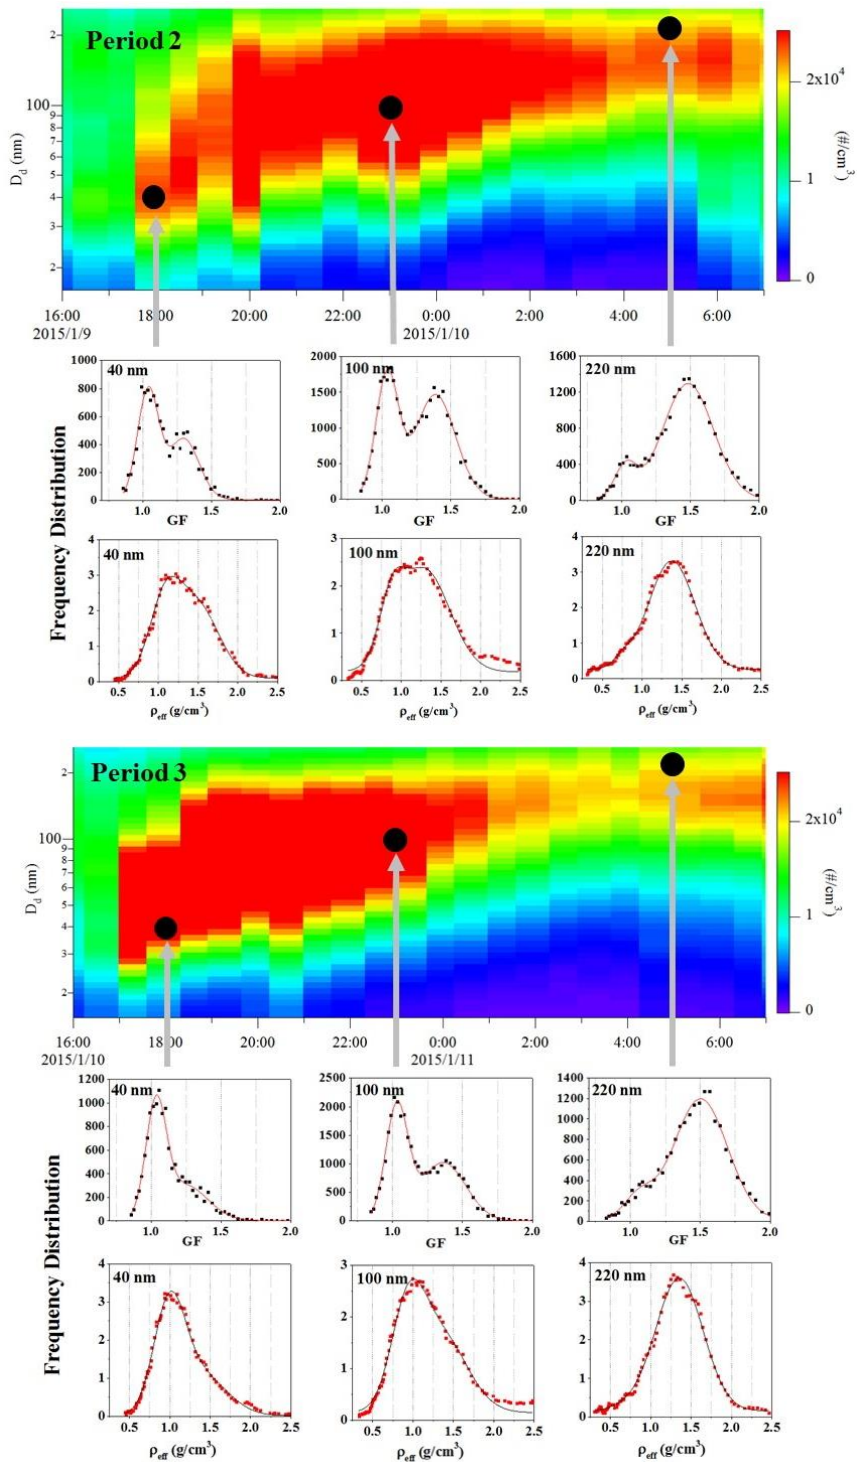 Period 2
100
9
8
7
6
5
4
3
2
2
D_d (nm)
2x10^4
1
0
(#/cm^3)
16:00 18:00 20:00 22:00 0:00 2:00 4:00 6:00
2015/1/9 2015/1/10
Frequency Distribution
40 nm
1000
800
600
400
200
0
1.0 1.5 2.0
GF
100 nm
2000
1500
1000
500
0
1.0 1.5 2.0
GF
220 nm
1600
1200
800
400
0
1.0 1.5 2.0
GF
40 nm
4
3
2
1
0
0.5 1.0 1.5 2.0 2.5
ρ_eff (g/cm^3)
100 nm
3
2
1
0
0.5 1.0 1.5 2.0 2.5
ρ_eff (g/cm^3)
220 nm
4
3
2
1
0
0.5 1.0 1.5 2.0 2.5
ρ_eff (g/cm^3)
Period 3
2
100
9
8
7
6
5
4
3
2
D_d (nm)
2x10^4
1
0
(#/cm^3)
16:00 18:00 20:00 22:00 0:00 2:00 4:00 6:00
2015/1/10 2015/1/11
Frequency Distribution
40 nm
1200
1000
800
600
400
200
0
1.0 1.5 2.0
GF
100 nm
2500
2000
1500
1000
500
0
1.0 1.5 2.0
GF
220 nm
1400
1200
1000
800
600
400
200
0
1.0 1.5 2.0
GF
40 nm
4
3
2
1
0
0.5 1.0 1.5 2.0 2.5
ρ_eff (g/cm^3)
100 nm
3
2
1
0
0.5 1.0 1.5 2.0 2.5
ρ_eff (g/cm^3)
220 nm
4
3
2
1
0
0.5 1.0 1.5 2.0 2.5
ρ_eff (g/cm^3)